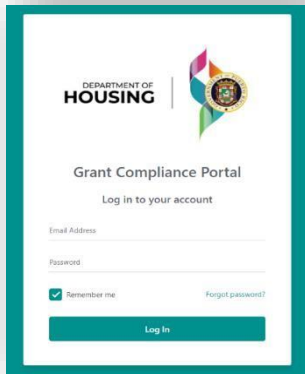 DEPARTMENT OF
HOUSING
Grant Compliance Portal
Log in to your account
Email Address
Password
Remember me
Forgot password?
Log In